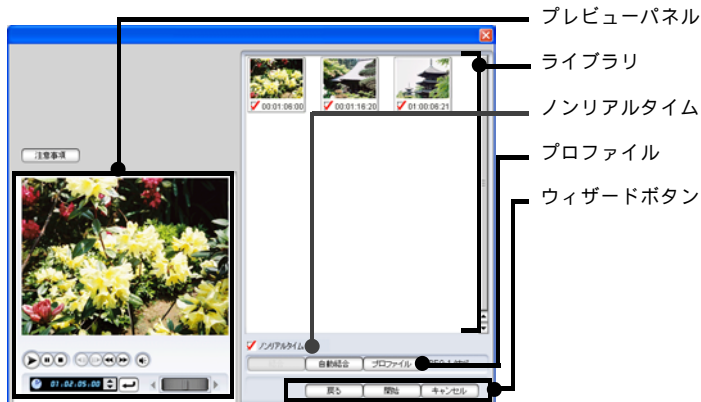 プレビューパネル
ライブラリ
ノンリアルタイム
プロファイル
ウィザードボタン
00:01:06:00
00:01:16:20
01:00:06:21
注意事項
ノンリアルタイム
自動結合
プロファイル
01.02.05.00
戻る
開始
キャンセル